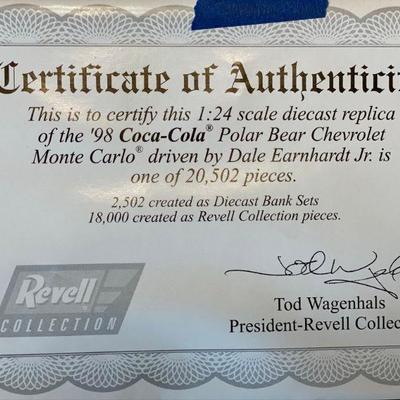 Certificate of Authentici
This is to certify this 1:24 scale diecast replica
of the '98 Coca-Cola® Polar Bear Chevrolet
Monte Carlo® driven by Dale Earnhardt Jr. is
one of 20,502 pieces.
2,502 created as Diecast Bank Sets
18,000 created as Revell Collection pieces.
Revell
COLLECTION
Tod Wagenhals
President-Revell Collec